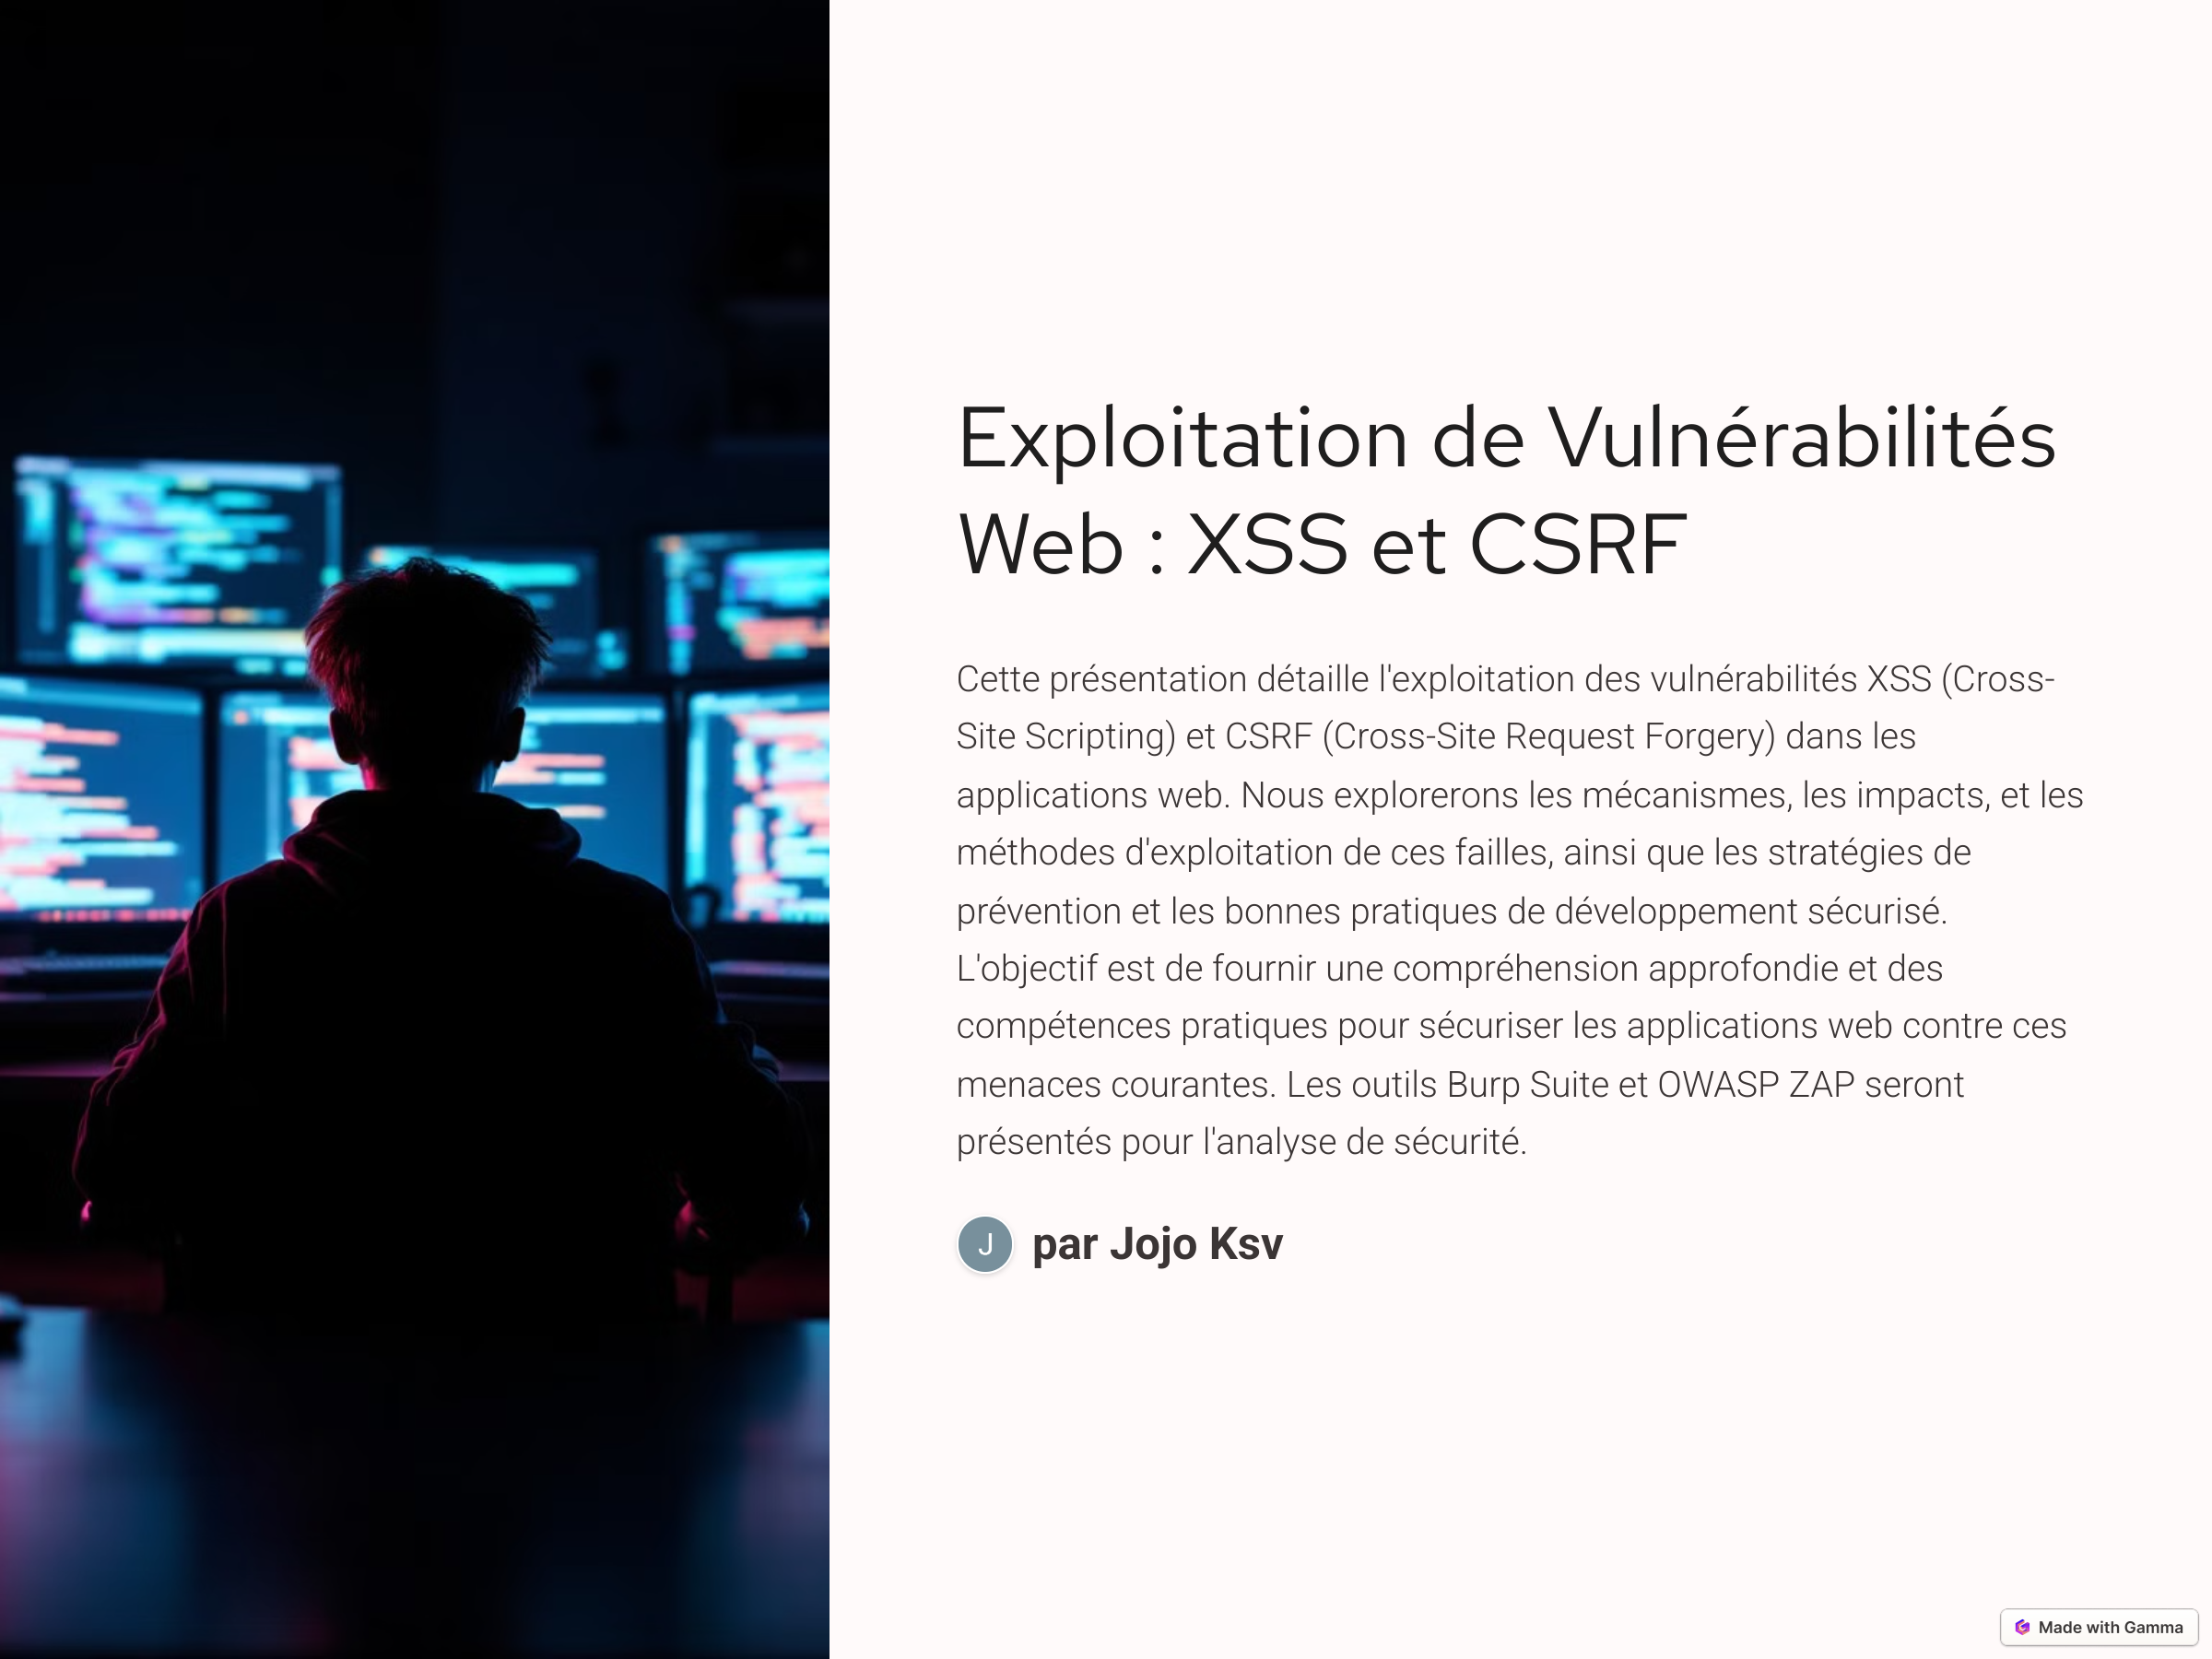 Exploitation de Vulnérabilités
Web : XSS et CSRF
Cette présentation détaille l'exploitation des vulnérabilités XSS (Cross-
Site Scripting) et CSRF (Cross-Site Request Forgery) dans les
applications web. Nous explorerons les mécanismes, les impacts, et les
méthodes d'exploitation de ces failles, ainsi que les stratégies de
prévention et les bonnes pratiques de développement sécurisé.
L'objectif est de fournir une compréhension approfondie et des
compétences pratiques pour sécuriser les applications web contre ces
menaces courantes. Les outils Burp Suite et OWASP ZAP seront
présentés pour l'analyse de sécurité.
J par Jojo Ksv
Made with Gamma